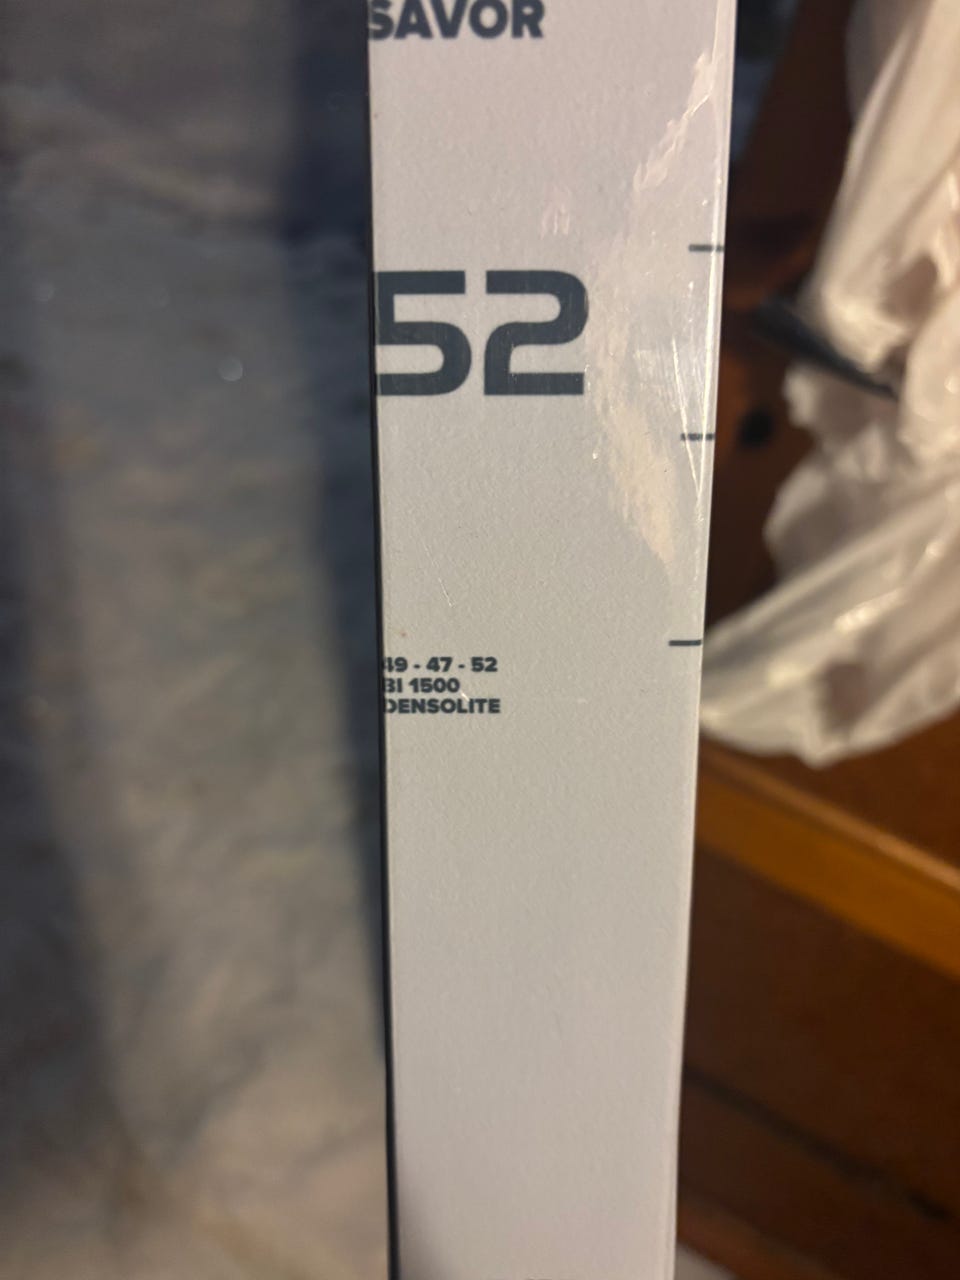 SAVOR
52
49 - 47 - 52
BI 1500
DENSOLITE